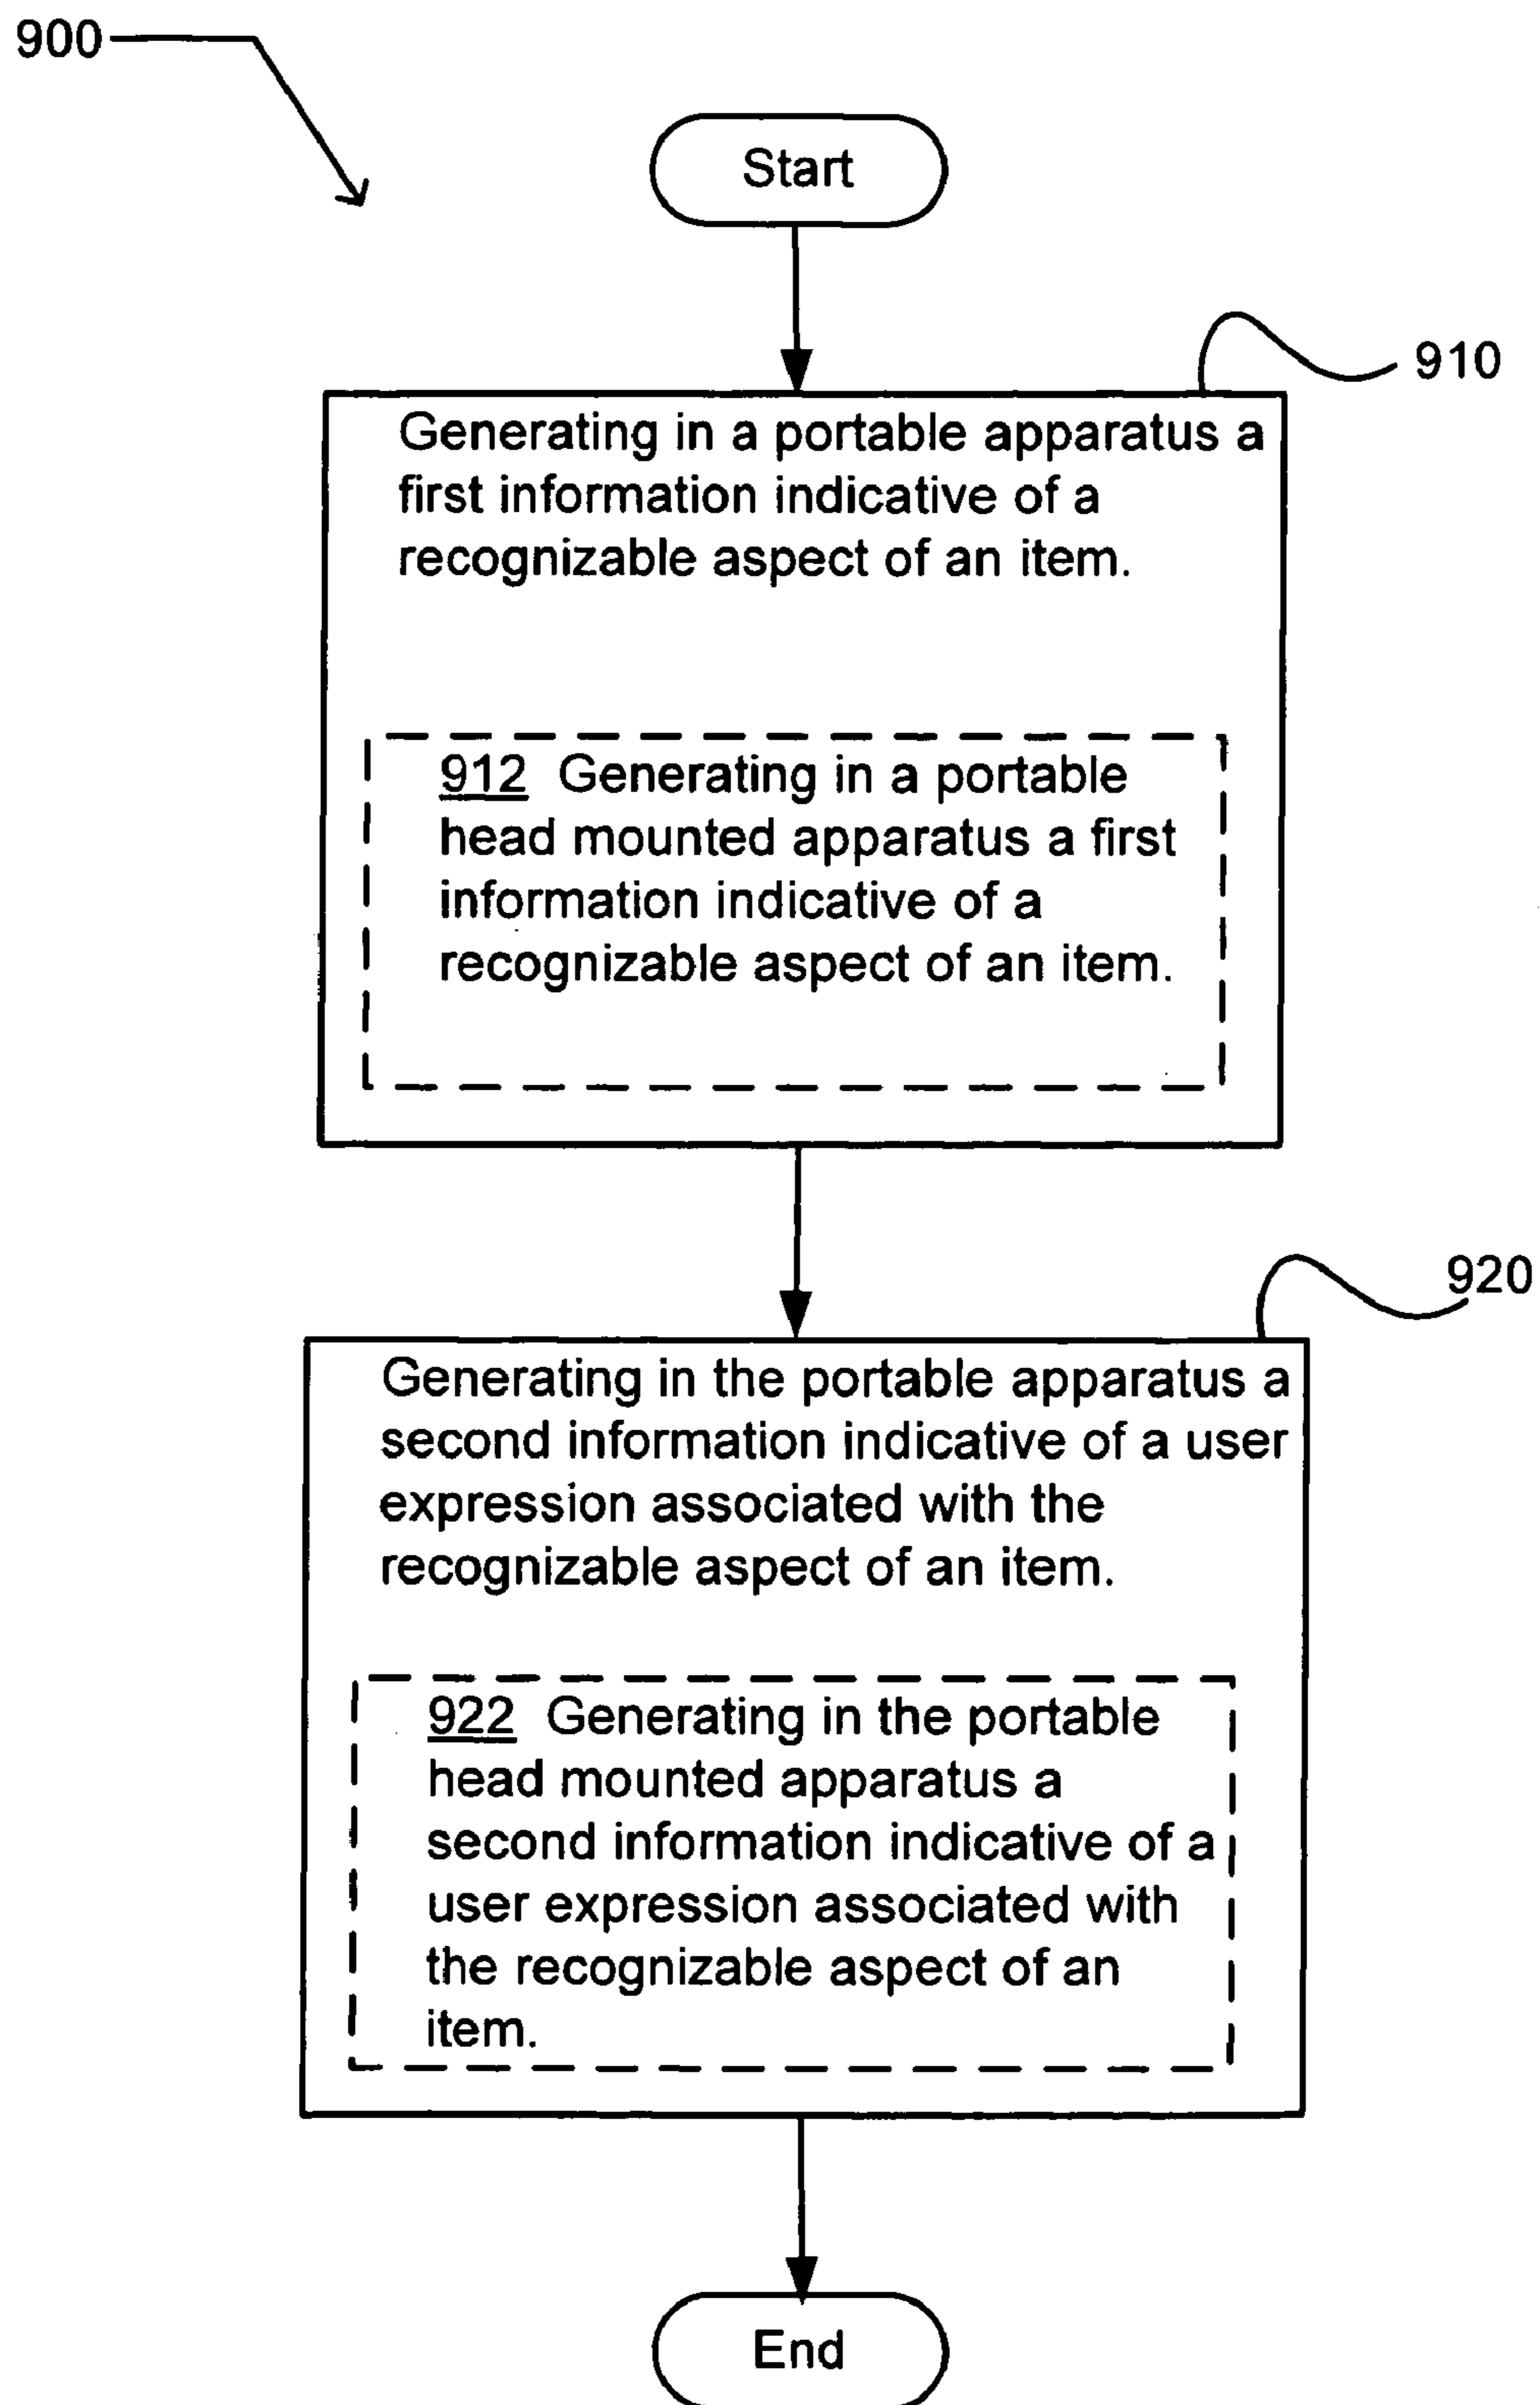 900
Start
910
Generating in a portable apparatus a
first information indicative of a
recognizable aspect of an item.
912 Generating in a portable
head mounted apparatus a first
information indicative of a
recognizable aspect of an item.
920
Generating in the portable apparatus a
second information indicative of a user
expression associated with the
recognizable aspect of an item.
922 Generating in the portable
head mounted apparatus a
second information indicative of a
user expression associated with
the recognizable aspect of an
item.
End